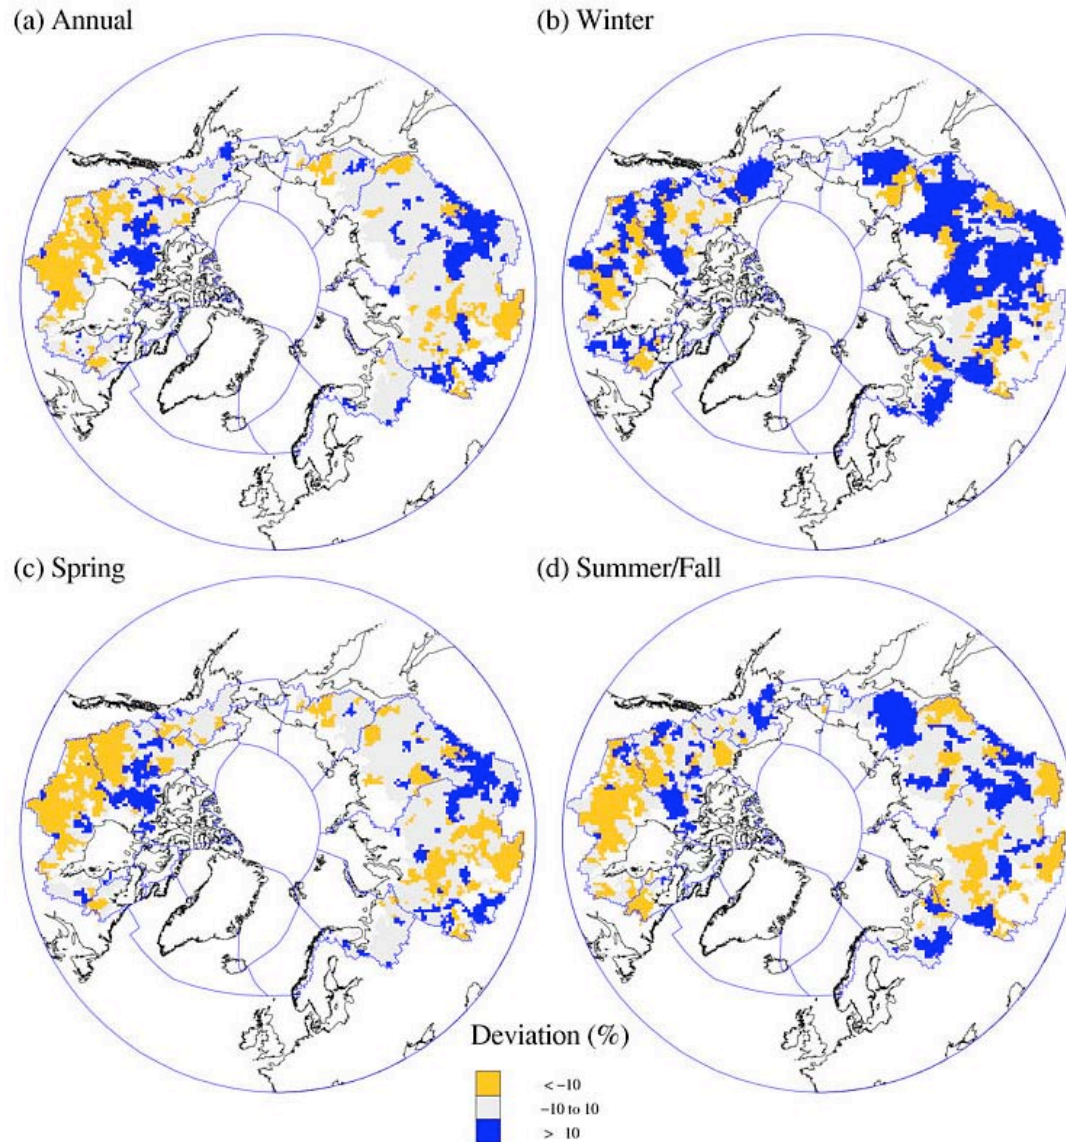 (a) Annual
(b) Winter
(c) Spring
(d) Summer/Fall
Deviation (%)
< −10
−10 to 10
> 10